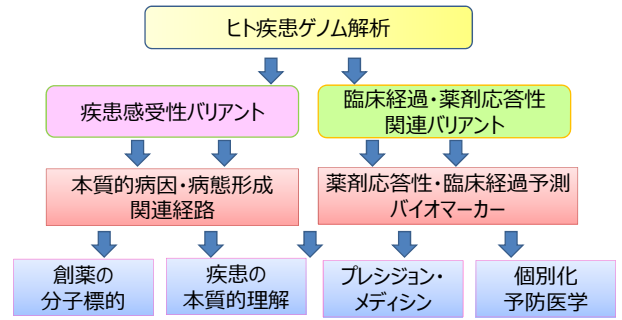 ヒト疾患ゲノム解析
疾患感受性バリアント
臨床経過・薬剤応答性
関連バリアント
本質的病因・病態形成
関連経路
薬剤応答性・臨床経過予測
バイオマーカー
創薬の
分子標的
疾患の
本質的理解
プレシジョン・
メディシン
個別化
予防医学